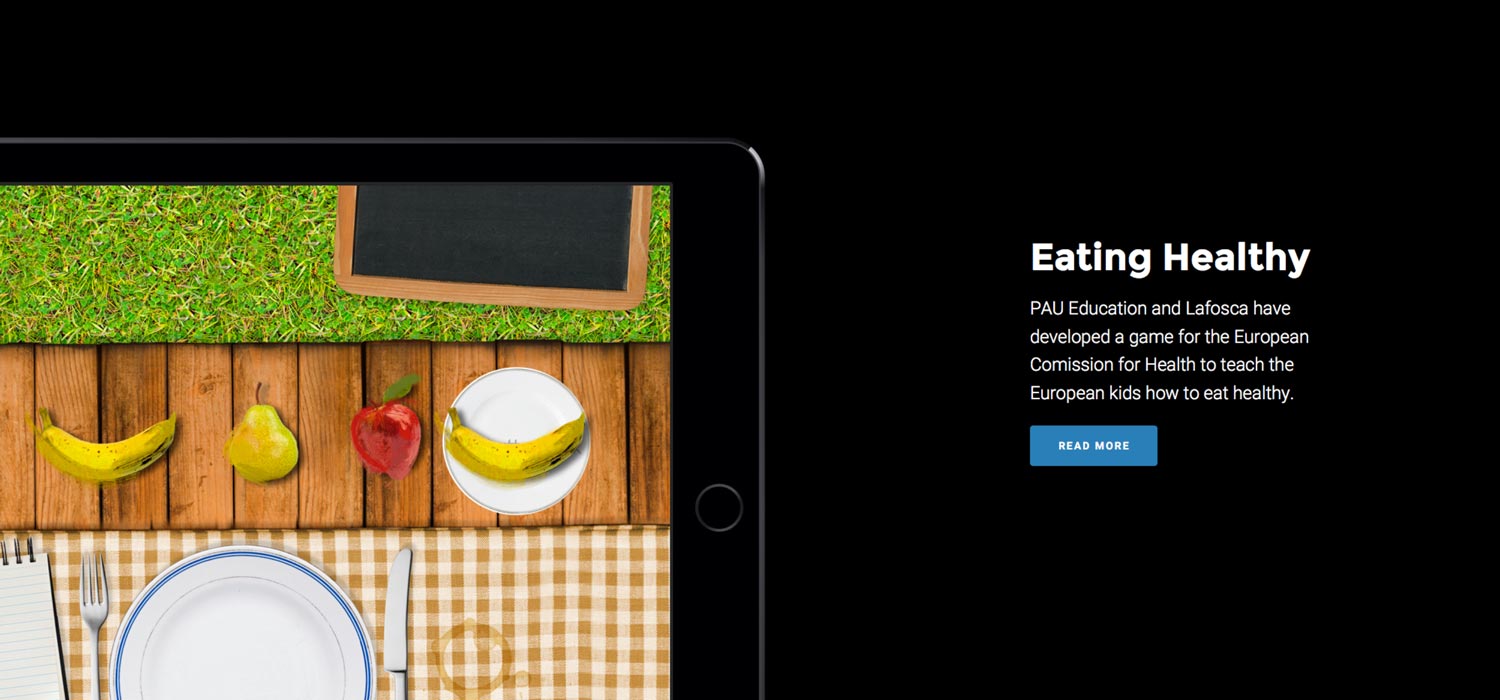 Eating Healthy
PAU Education and Lafosca have
developed a game for the European
Comission for Health to teach the
European kids how to eat healthy.
READ MORE